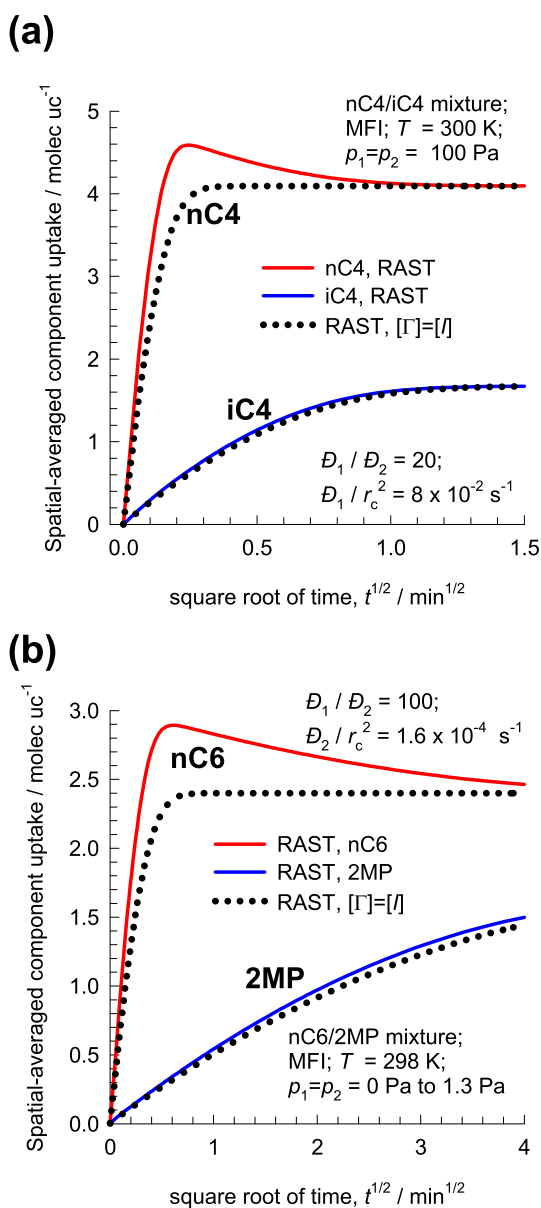 (a)
nC4/iC4 mixture;
MFI; T = 300 K;
p₁=p₂ = 100 Pa
Spatial-averaged component uptake / molec uc⁻¹
5
4
3
2
1
0
nC4
nC4, RAST
iC4, RAST
RAST, [Γ]=[I]
iC4
Đ₁ / Đ₂ = 20;
Đ₁ / r_c² = 8 x 10⁻² s⁻¹
0.0 0.5 1.0 1.5
square root of time, t^1/2 / min^1/2
(b)
Đ₁ / Đ₂ = 100;
Đ₂ / r_c² = 1.6 x 10⁻⁴ s⁻¹
Spatial-averaged component uptake / molec uc⁻¹
3.0
2.5
2.0
1.5
1.0
0.5
0.0
nC6
RAST, nC6
RAST, 2MP
RAST, [Γ]=[I]
2MP
nC6/2MP mixture;
MFI; T = 298 K;
p₁=p₂ = 0 Pa to 1.3 Pa
0 1 2 3 4
square root of time, t^1/2 / min^1/2